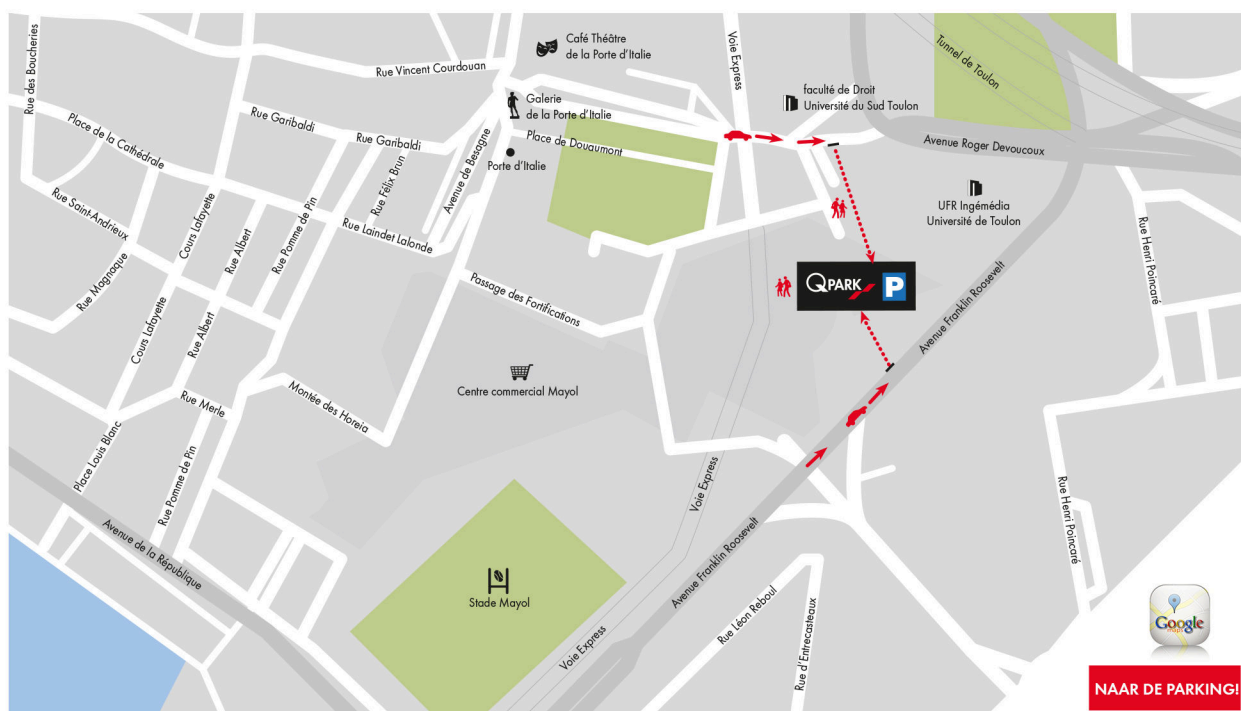 Rue des Boucheries
Café Théâtre
de la Porte d'Italie
Voie Express
Tunnel de
Toulon
Rue Vincent Courdouan
faculté de Droit
Université du Sud Toulon
Galerie
de la Porte d'Italie
Rue Garibaldi
Rue Garibaldi
Place de la Cathédrale
Place de Douaumont
Avenue Roger Devoucoux
Porte d'Italie
Avenue de Besagne
Rue Félix Brun
Rue Saint-Andrieux
Cours Lafayette
Rue Albert
Rue Pomme de Pin
Rue Laindet Lalonde
UFR Ingémédia
Université de Toulon
Rue Henri Poincaré
Rue Magnaque
Passage des Fortifications
QPARK P
Cours Lafayette
Rue Albert
Avenue Franklin Roosevelt
Centre commercial Mayol
Rue Merle
Montée des Horeia
Place Louis Blanc
Rue Pomme de Pin
Voie Express
Rue Henri Poincaré
Avenue de la République
Avenue Franklin Roosevelt
Stade Mayol
Rue Léon Reboul
Rue d'Entrecasteaux
Voie Express
Google
maps
NAAR DE PARKING!